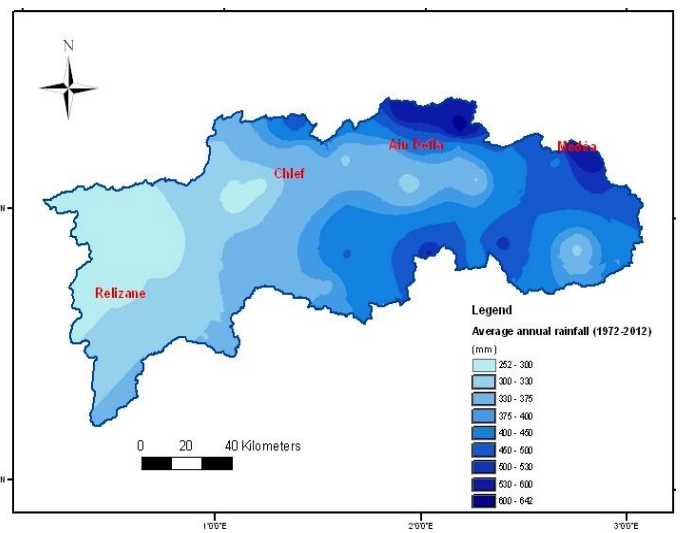 N
Ain Defla
Medéa
Chlef
N
Relizane
Legend
Average annual rainfall (1972-2012)
(mm)
252 - 300
300 - 330
330 - 375
375 - 400
400 - 450
450 - 500
500 - 530
530 - 600
600 - 642
0 20 40 Kilometers
N
1°0'0"E 2°0'0"E 3°0'0"E